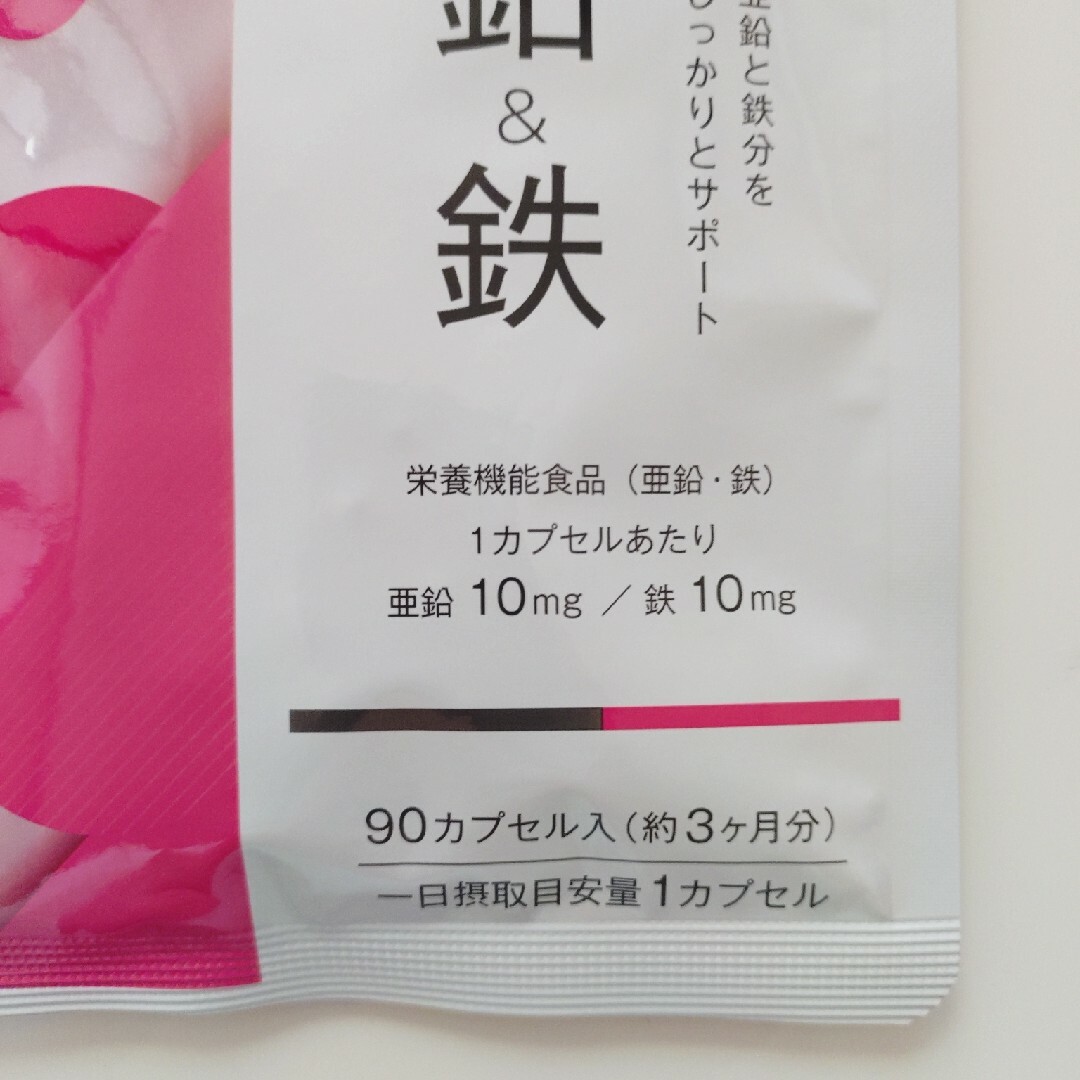 亜鉛と鉄分を
しっかりとサポート
鉛
&
鉄
栄養機能食品（亜鉛・鉄）
1カプセルあたり
亜鉛 10mg ／ 鉄 10mg
90カプセル入（約3ヶ月分）
一日摂取目安量 1カプセル